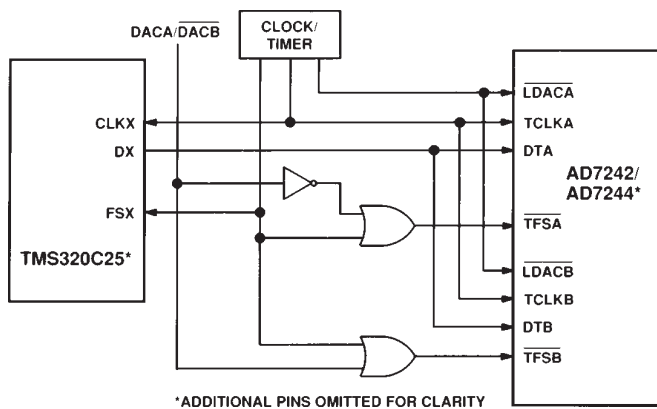 DACA/DACB
CLOCK/
TIMER
CLKX
DX
FSX
TMS320C25*
LDACA
TCLKA
DTA
AD7242/
AD7244*
TFSA
LDACB
TCLKB
DTB
TFSB
*ADDITIONAL PINS OMITTED FOR CLARITY